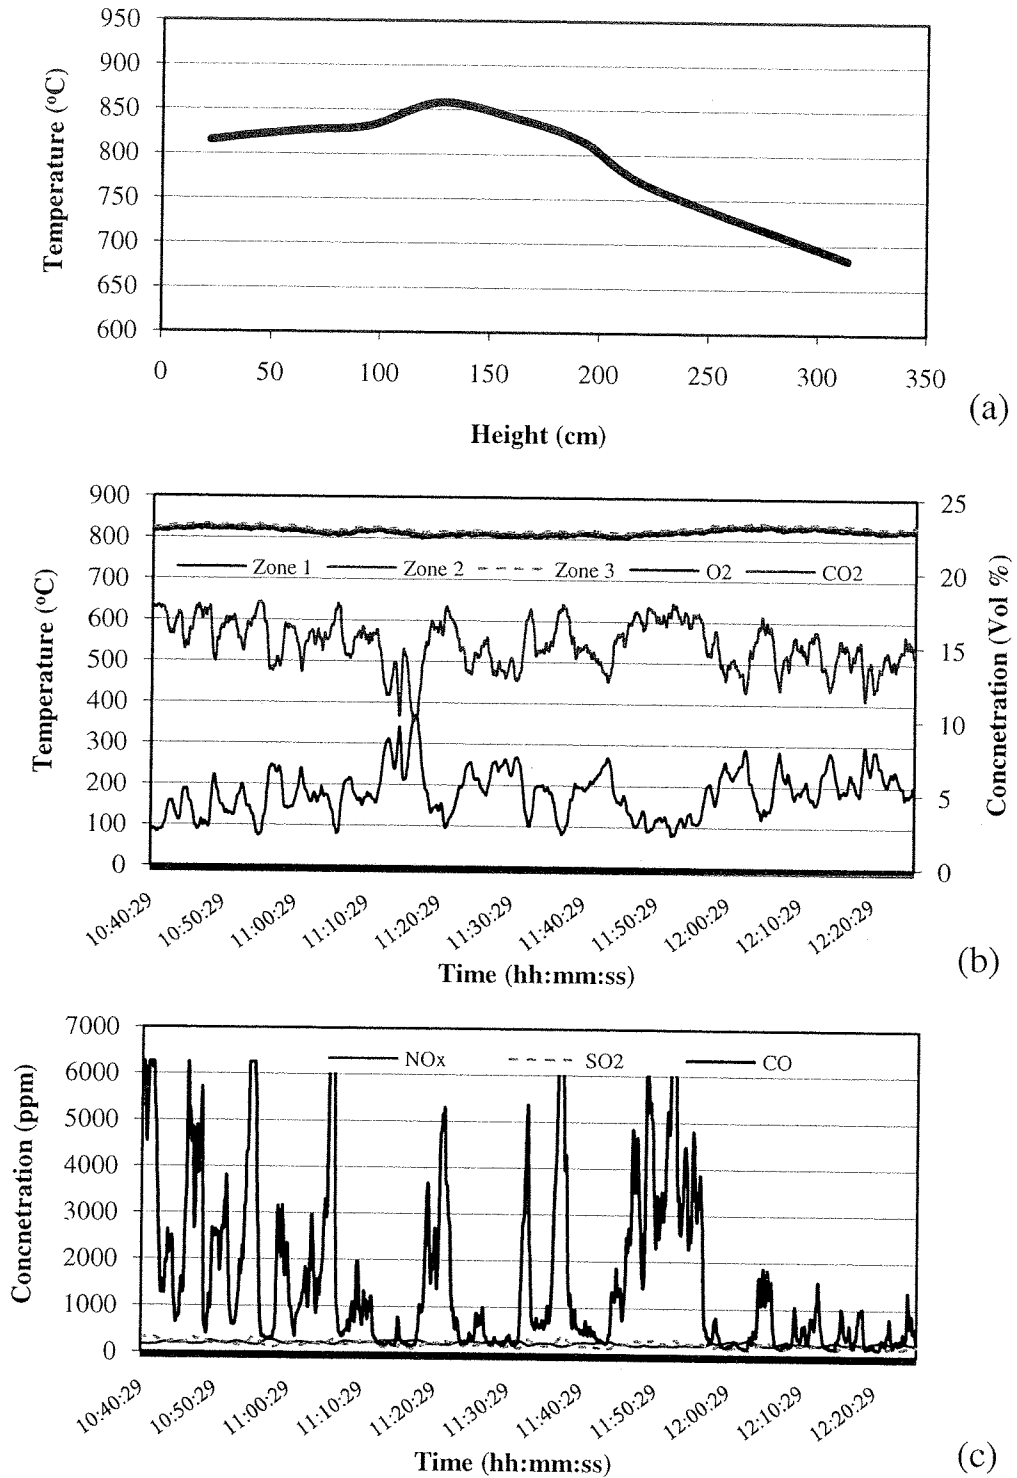 950
900
850
800
750
700
650
600
Temperature (°C)
0 50 100 150 200 250 300 350
Height (cm)
(a)
900
800
700
600
500
400
300
200
100
0
Temperature (°C)
Zone 1 Zone 2 Zone 3 O2 CO2
25
20
15
10
5
0
Concnetration (Vol %)
10:40:29 10:50:29 11:00:29 11:10:29 11:20:29 11:30:29 11:40:29 11:50:29 12:00:29 12:10:29 12:20:29
Time (hh:mm:ss)
(b)
7000
6000
5000
4000
3000
2000
1000
0
Concnetration (ppm)
NOx SO2 CO
10:40:29 10:50:29 11:00:29 11:10:29 11:20:29 11:30:29 11:40:29 11:50:29 12:00:29 12:10:29 12:20:29
Time (hh:mm:ss)
(c)